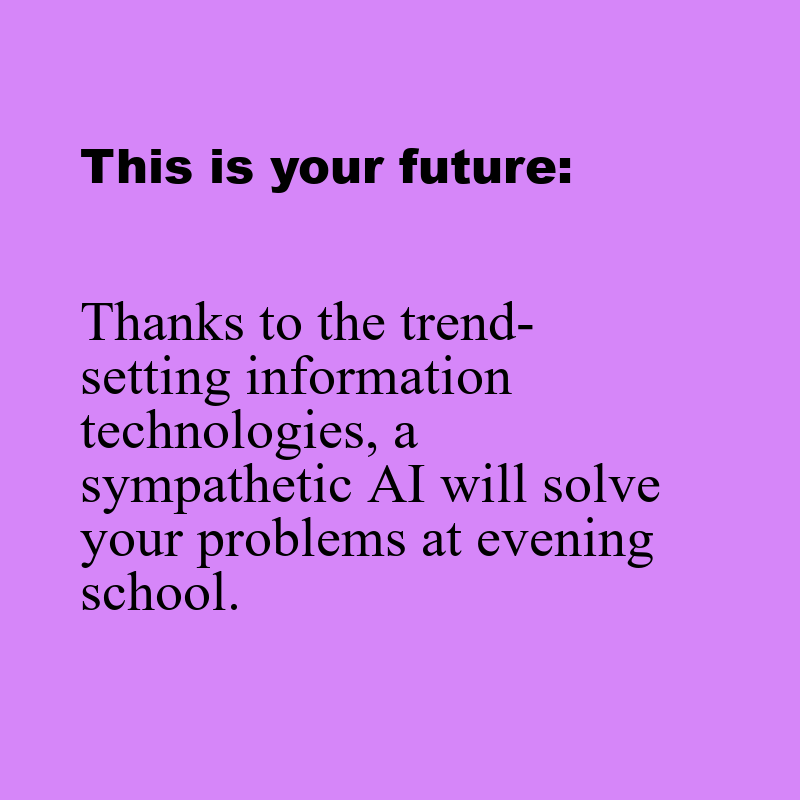 This is your future:
Thanks to the trend-
setting information
technologies, a
sympathetic AI will solve
your problems at evening
school.